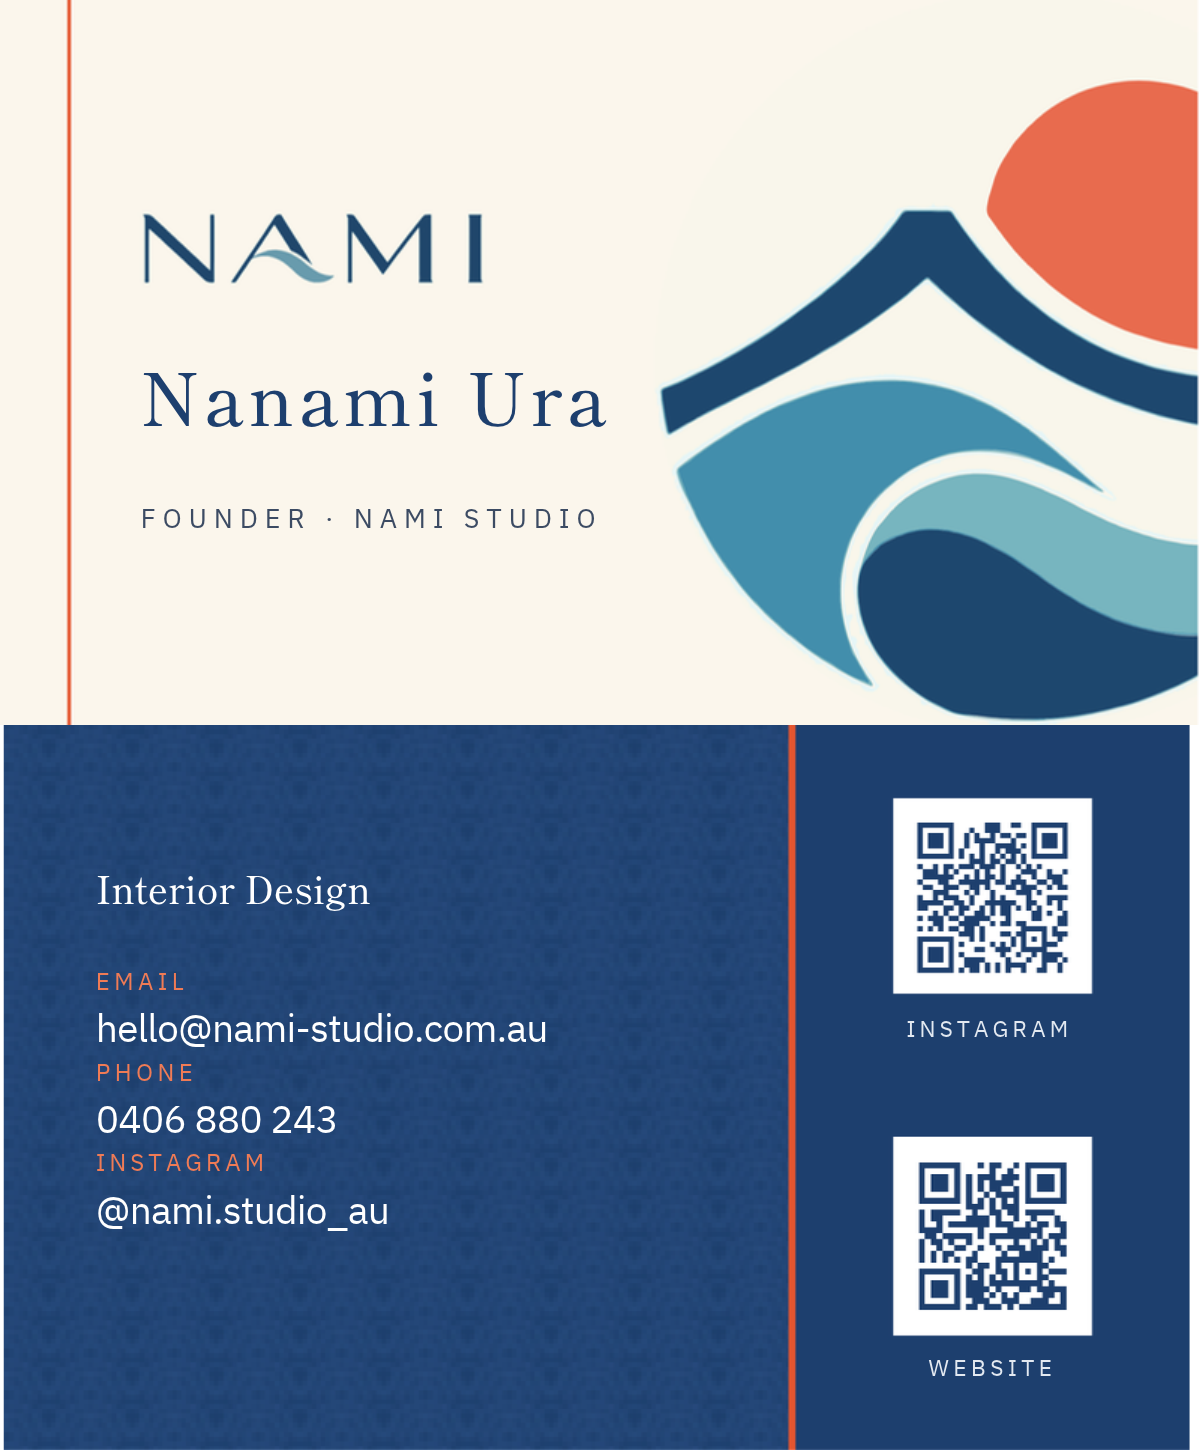 NAMI
Nanami Ura
FOUNDER · NAMI STUDIO
Interior Design
EMAIL
hello@nami-studio.com.au
PHONE
0406 880 243
INSTAGRAM
@nami.studio_au
INSTAGRAM
WEBSITE